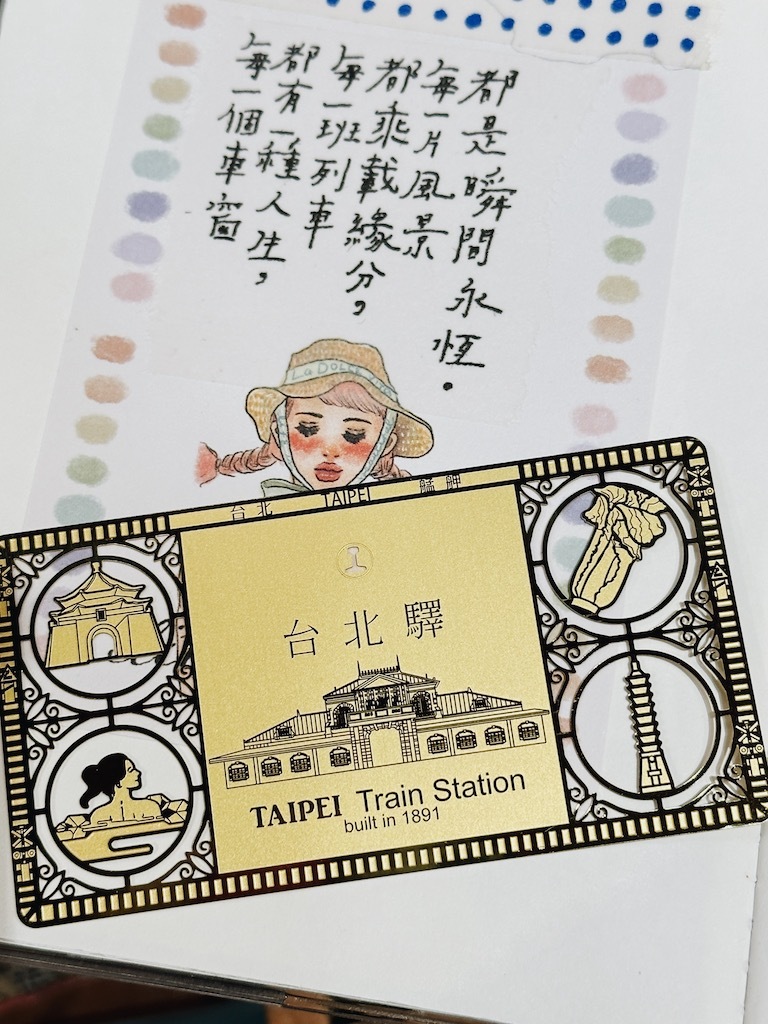 每一個車窗
都有一種人生，
每一班列車
都乘載緣分，
每一片風景
都是瞬間永恆．
La DOLCE
台北 TAIPEI 艋舺
台北驛
TAIPEI Train Station
built in 1891